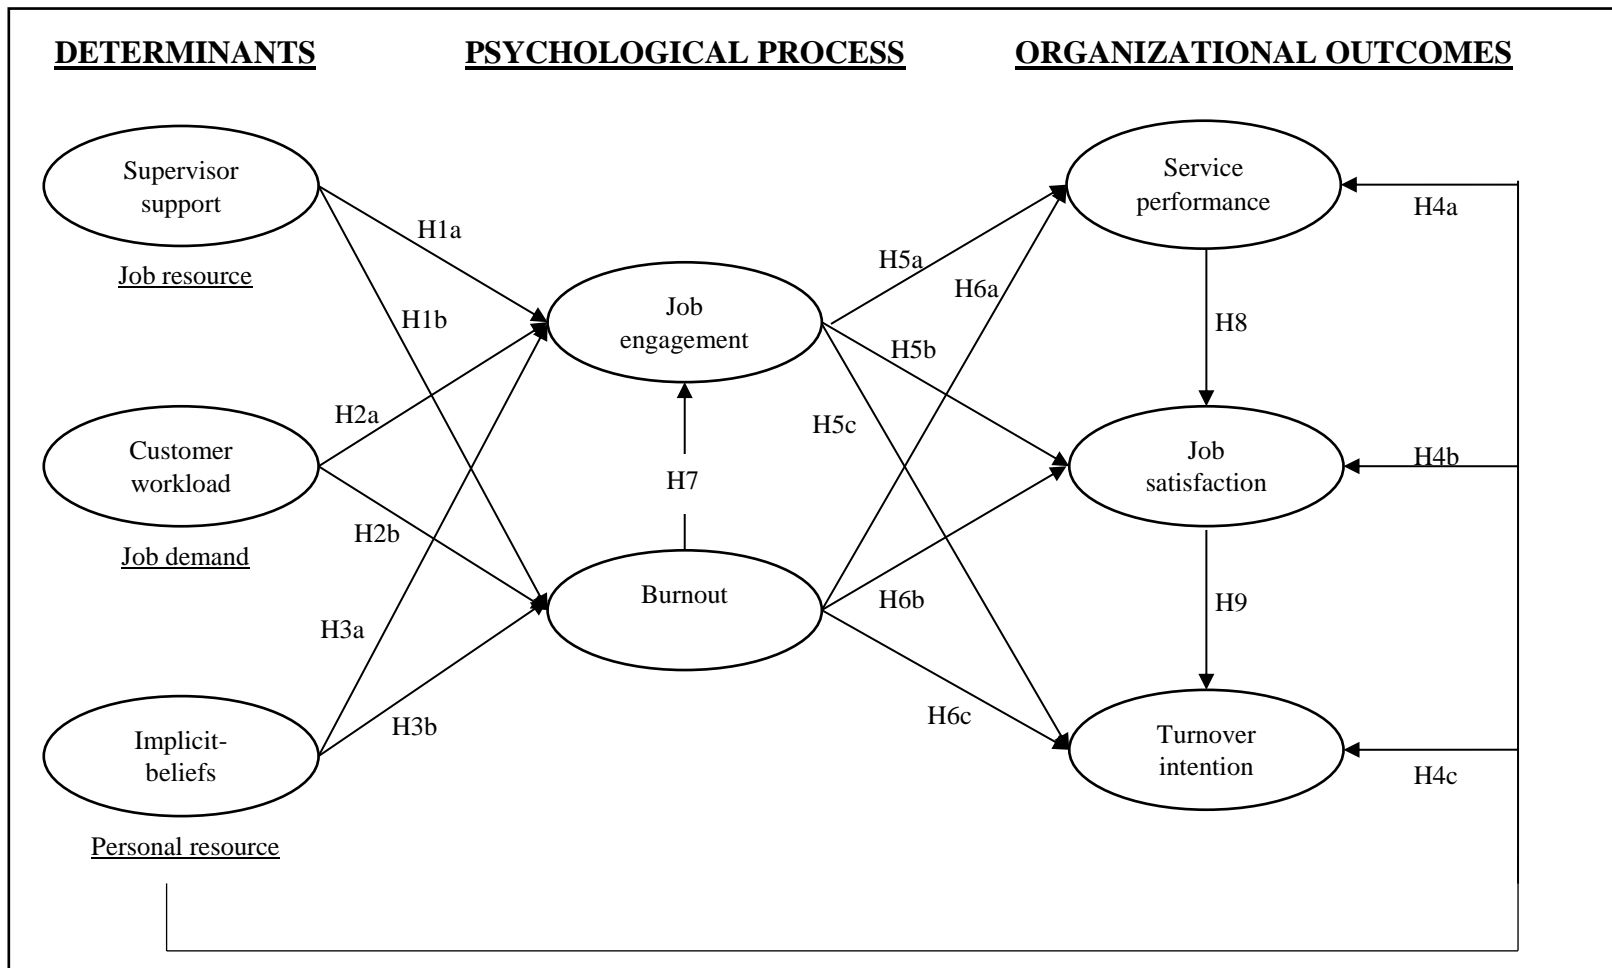 DETERMINANTS
PSYCHOLOGICAL PROCESS
ORGANIZATIONAL OUTCOMES
Supervisor
support
Job resource
Customer
workload
Job demand
Implicit-
beliefs
Personal resource
H1a
H1b
H2a
H2b
H3a
H3b
Job
engagement
H7
Burnout
H5a
H6a
H5b
H5c
H6b
H6c
Service
performance
H8
Job
satisfaction
H9
Turnover
intention
H4a
H4b
H4c